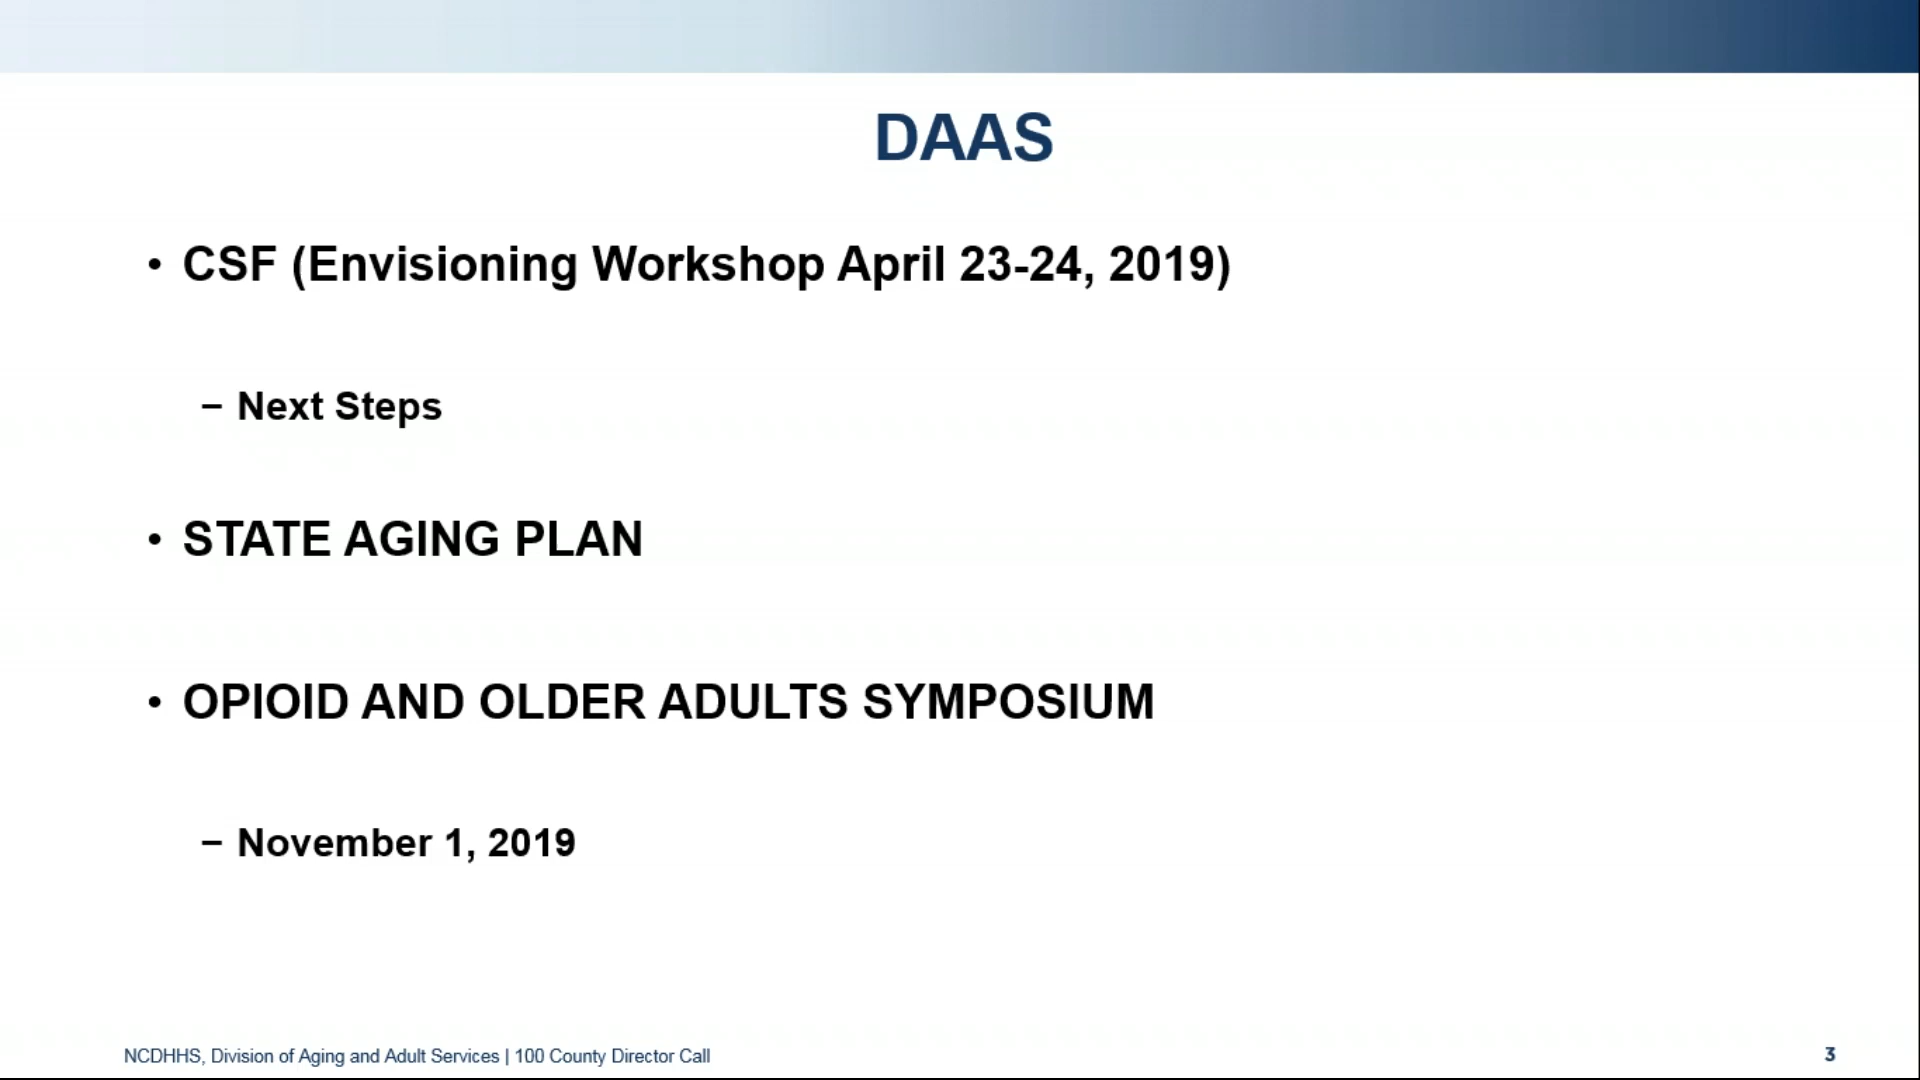 DAAS
• CSF (Envisioning Workshop April 23-24, 2019)
– Next Steps
• STATE AGING PLAN
• OPIOID AND OLDER ADULTS SYMPOSIUM
– November 1, 2019
NCDHHS, Division of Aging and Adult Services | 100 County Director Call
3